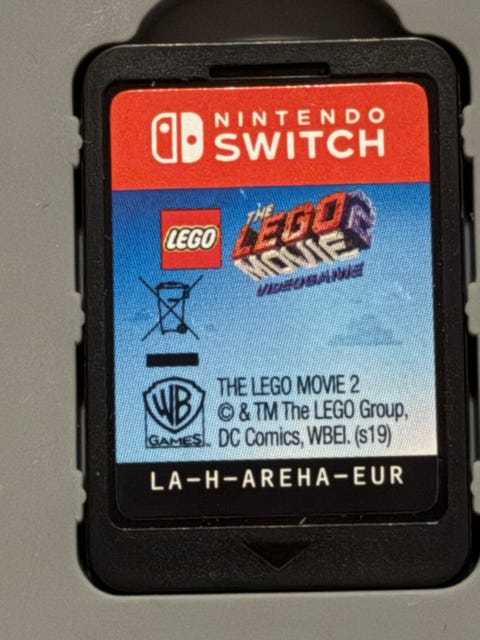 NINTENDO
SWITCH
LEGO
THE
LEGO
MOVIE 2
VIDEOGAME
WB
GAMES
THE LEGO MOVIE 2
© & TM The LEGO Group,
DC Comics, WBEI. (s19)
LA-H-AREHA-EUR